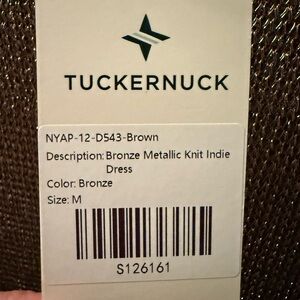 TUCKERNUCK
NYAP-12-D543-Brown
Description: Bronze Metallic Knit Indie
Dress
Color: Bronze
Size: M
S126161